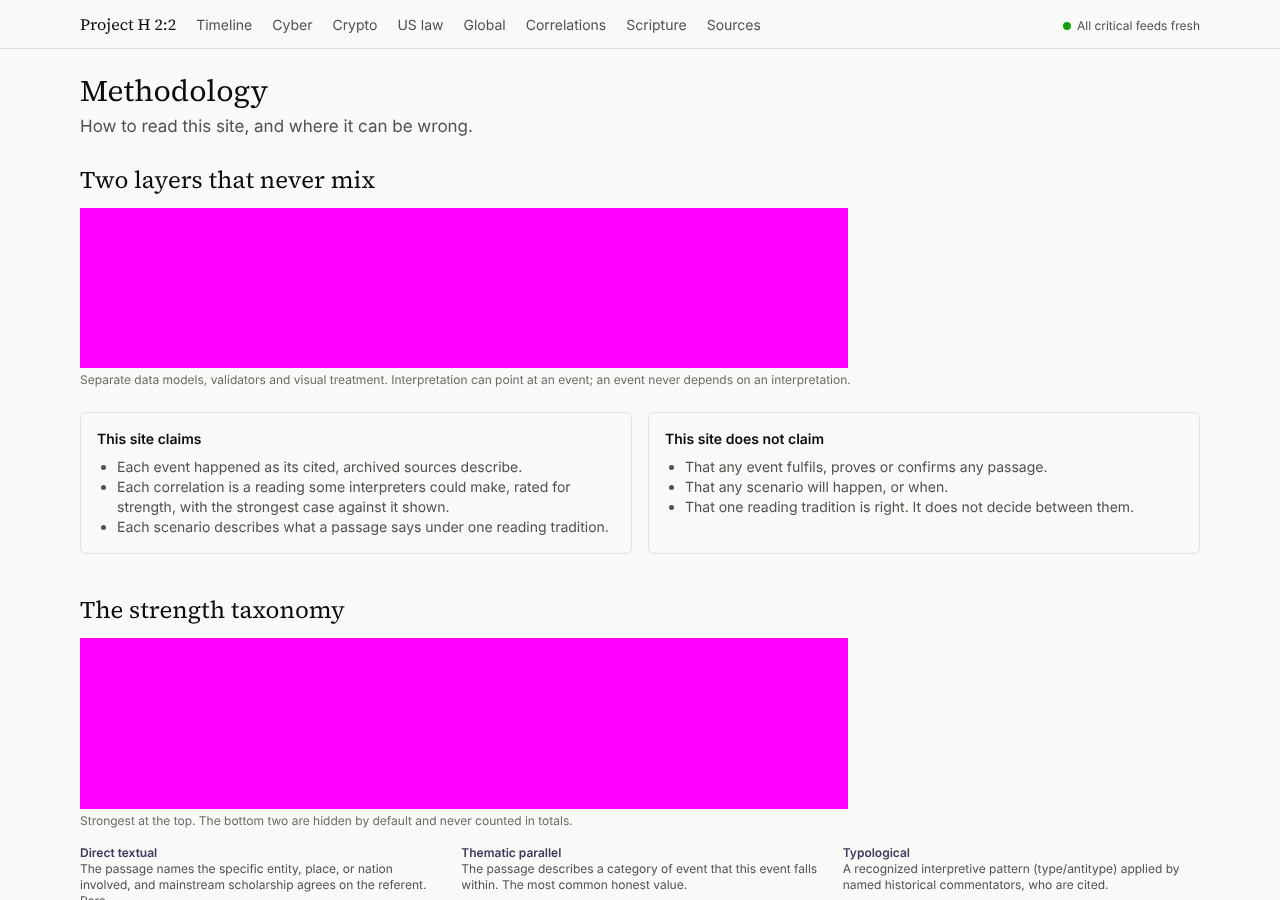 Project H 2:2 Timeline Cyber Crypto US law Global Correlations Scripture Sources All critical feeds fresh
Methodology
How to read this site, and where it can be wrong.
Two layers that never mix
Separate data models, validators and visual treatment. Interpretation can point at an event; an event never depends on an interpretation.
This site claims
Each event happened as its cited, archived sources describe.
Each correlation is a reading some interpreters could make, rated for
strength, with the strongest case against it shown.
Each scenario describes what a passage says under one reading tradition.
This site does not claim
That any event fulfils, proves or confirms any passage.
That any scenario will happen, or when.
That one reading tradition is right. It does not decide between them.
The strength taxonomy
Strongest at the top. The bottom two are hidden by default and never counted in totals.
Direct textual
The passage names the specific entity, place, or nation
involved, and mainstream scholarship agrees on the referent.
Thematic parallel
The passage describes a category of event that this event falls
within. The most common honest value.
Typological
A recognized interpretive pattern (type/antitype) applied by
named historical commentators, who are cited.